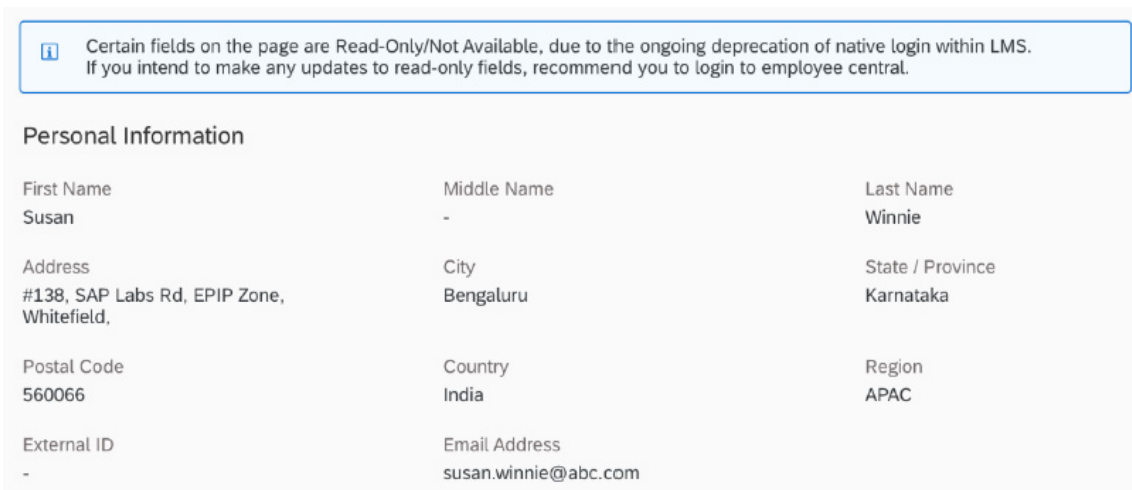 Certain fields on the page are Read-Only/Not Available, due to the ongoing deprecation of native login within LMS.
If you intend to make any updates to read-only fields, recommend you to login to employee central.
Personal Information
First Name
Susan
Middle Name
-
Last Name
Winnie
Address
#138, SAP Labs Rd, EPIP Zone,
Whitefield,
City
Bengaluru
State / Province
Karnataka
Postal Code
560066
Country
India
Region
APAC
External ID
-
Email Address
susan.winnie@abc.com